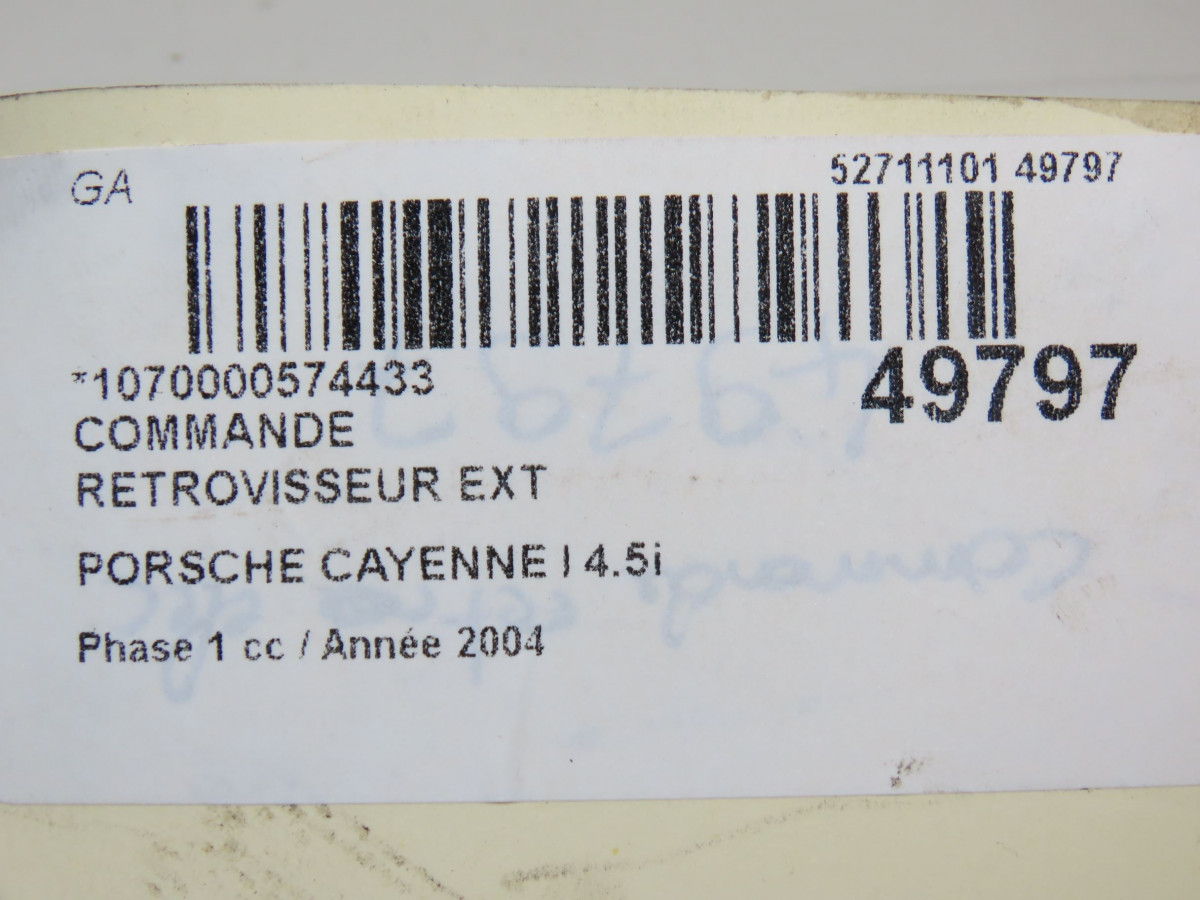 GA
52711101 49797
*1070000574433
49797
COMMANDE
RETROVISSEUR EXT
PORSCHE CAYENNE I 4.5i
Phase 1 cc / Année 2004